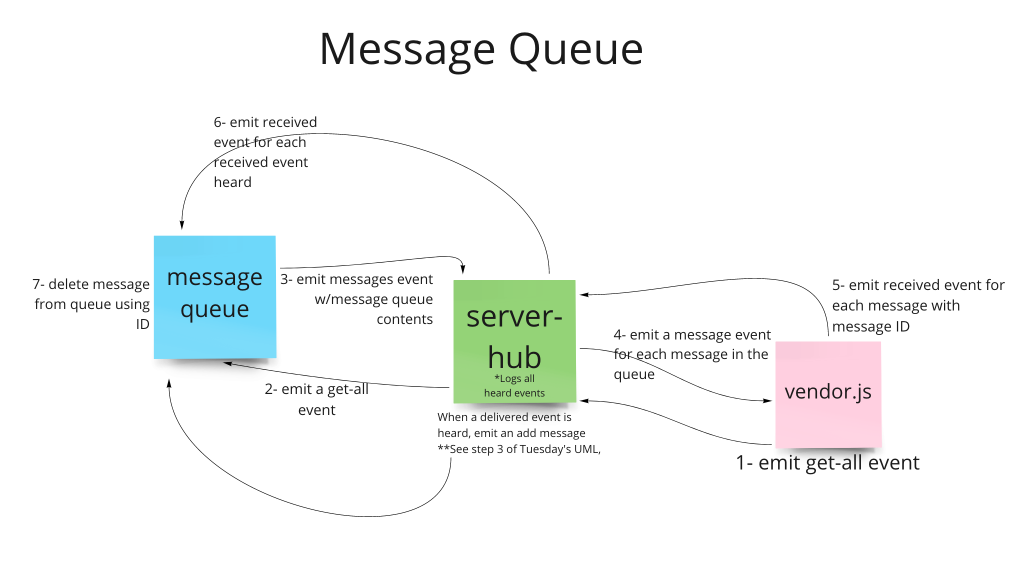 Message Queue
6- emit received
event for each
received event
heard
message
queue
7- delete message
from queue using
ID
3- emit messages event
w/message queue
contents
server-
hub
*Logs all
heard events
2- emit a get-all
event
When a delivered event is
heard, emit an add message
**See step 3 of Tuesday's UML,
4- emit a message event
for each message in the
queue
5- emit received event for
each message with
message ID
vendor.js
1- emit get-all event